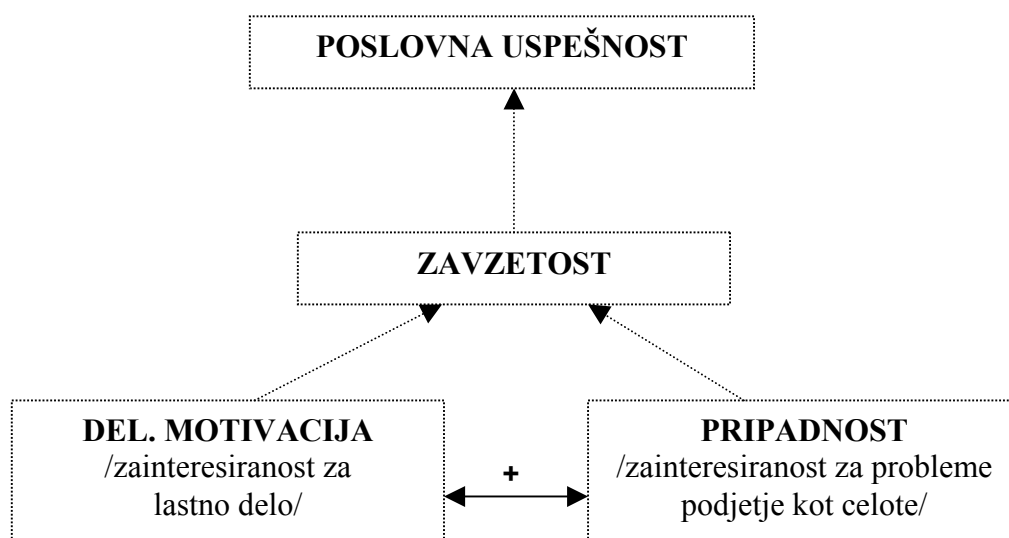 POSLOVNA USPEŠNOST
ZAVZETOST
DEL. MOTIVACIJA
/zainteresiranost za
lastno delo/
+
PRIPADNOST
/zainteresiranost za probleme
podjetje kot celote/